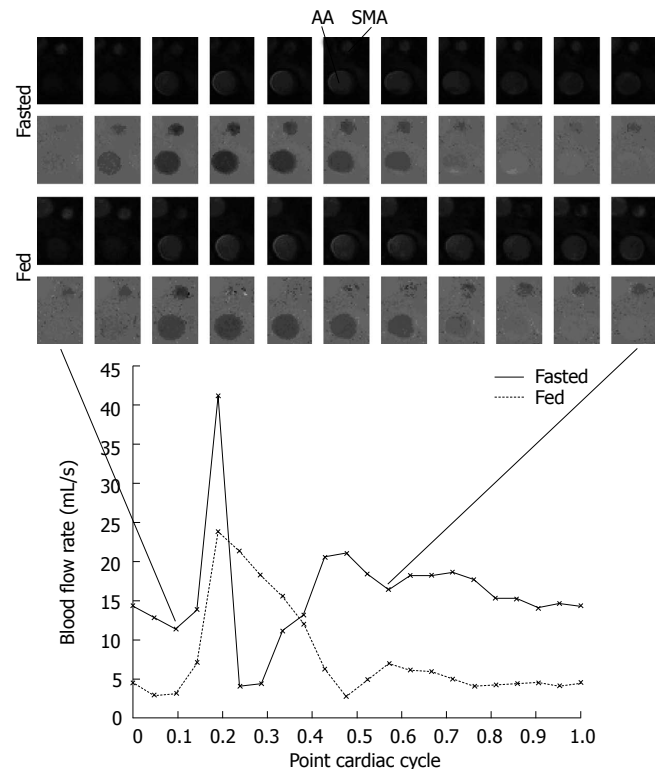 AA SMA
Fasted
Fed
45
40
35
30
25
20
15
10
5
0
Blood flow rate (mL/s)
Fasted
Fed
0 0.1 0.2 0.3 0.4 0.5 0.6 0.7 0.8 0.9 1.0
Point cardiac cycle